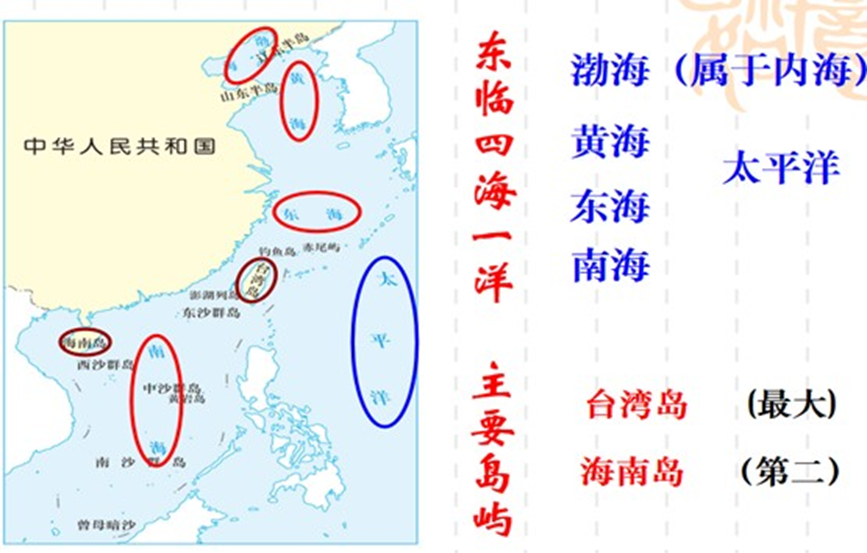 渤
海
辽东半岛
黄
海
山东半岛
中华人民共和国
东 海
钓鱼岛
赤尾屿
台湾岛
澎湖列岛
东沙群岛
太
平
洋
海南岛
西沙群岛
南
海
中沙群岛
黄岩岛
南沙群岛
曾母暗沙
东临四海一洋
渤海（属于内海）
黄海
太平洋
东海
南海
主要岛屿
台湾岛 (最大)
海南岛 （第二）